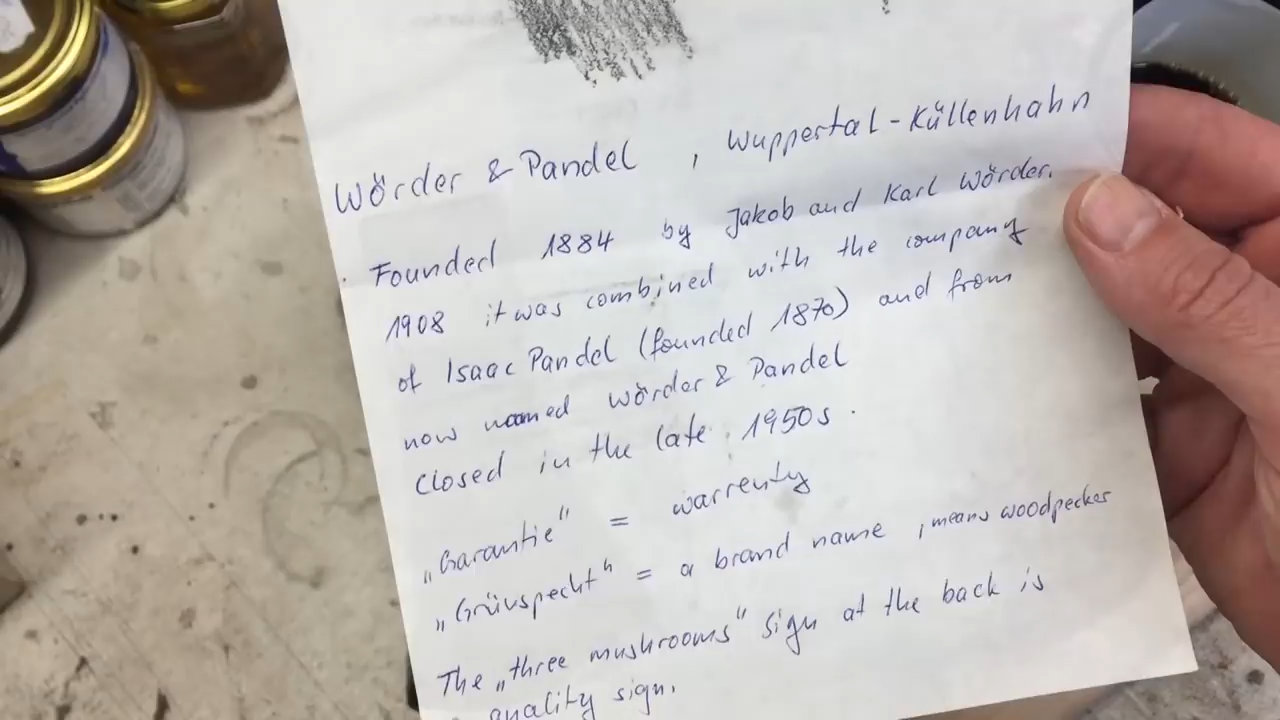 Wörder & Pandel , Wuppertal-Küllenhahn
. Founded 1884 by Jakob and Karl Wörder.
1908 it was combined with the company
of Isaac Pandel (founded 1870) and from
now named Wörder & Pandel
closed in the late 1950s.
„Garantie" = warrenty
„Grünspecht" = a brand name , means woodpecker
The „three mushrooms" sign at the back is
quality sign.